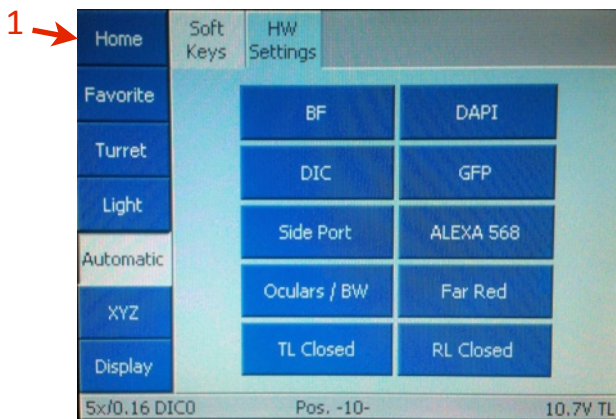 1
Home
Soft
Keys
HW
Settings
Favorite
Turret
Light
Automatic
XYZ
Display
BF
DAPI
DIC
GFP
Side Port
ALEXA 568
Oculars / BW
Far Red
TL Closed
RL Closed
5x/0.16 DIC0 Pos. -10- 10.7V TL